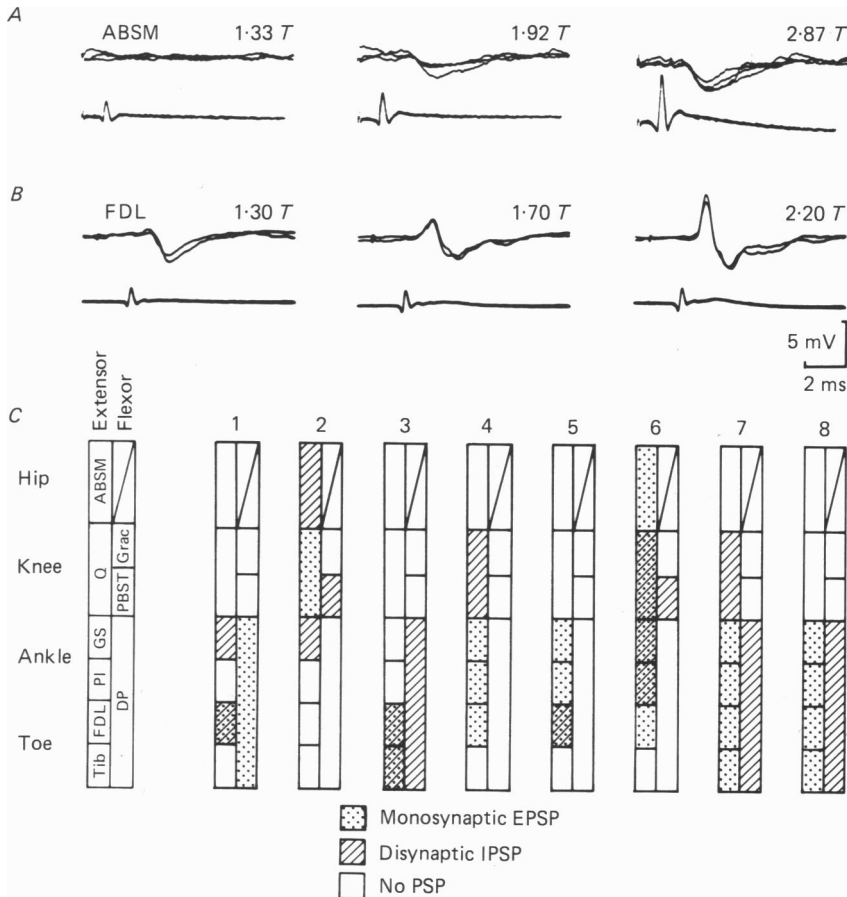 A
ABSM 1·33 T 1·92 T 2·87 T
B
FDL 1·30 T 1·70 T 2·20 T
5 mV
2 ms
C
Extensor
Flexor
1 2 3 4 5 6 7 8
Hip
ABSM
Knee
Q
Grac
PBST
Ankle
GS
Pl
DP
Toe
FDL
Tib
Monosynaptic EPSP
Disynaptic IPSP
No PSP